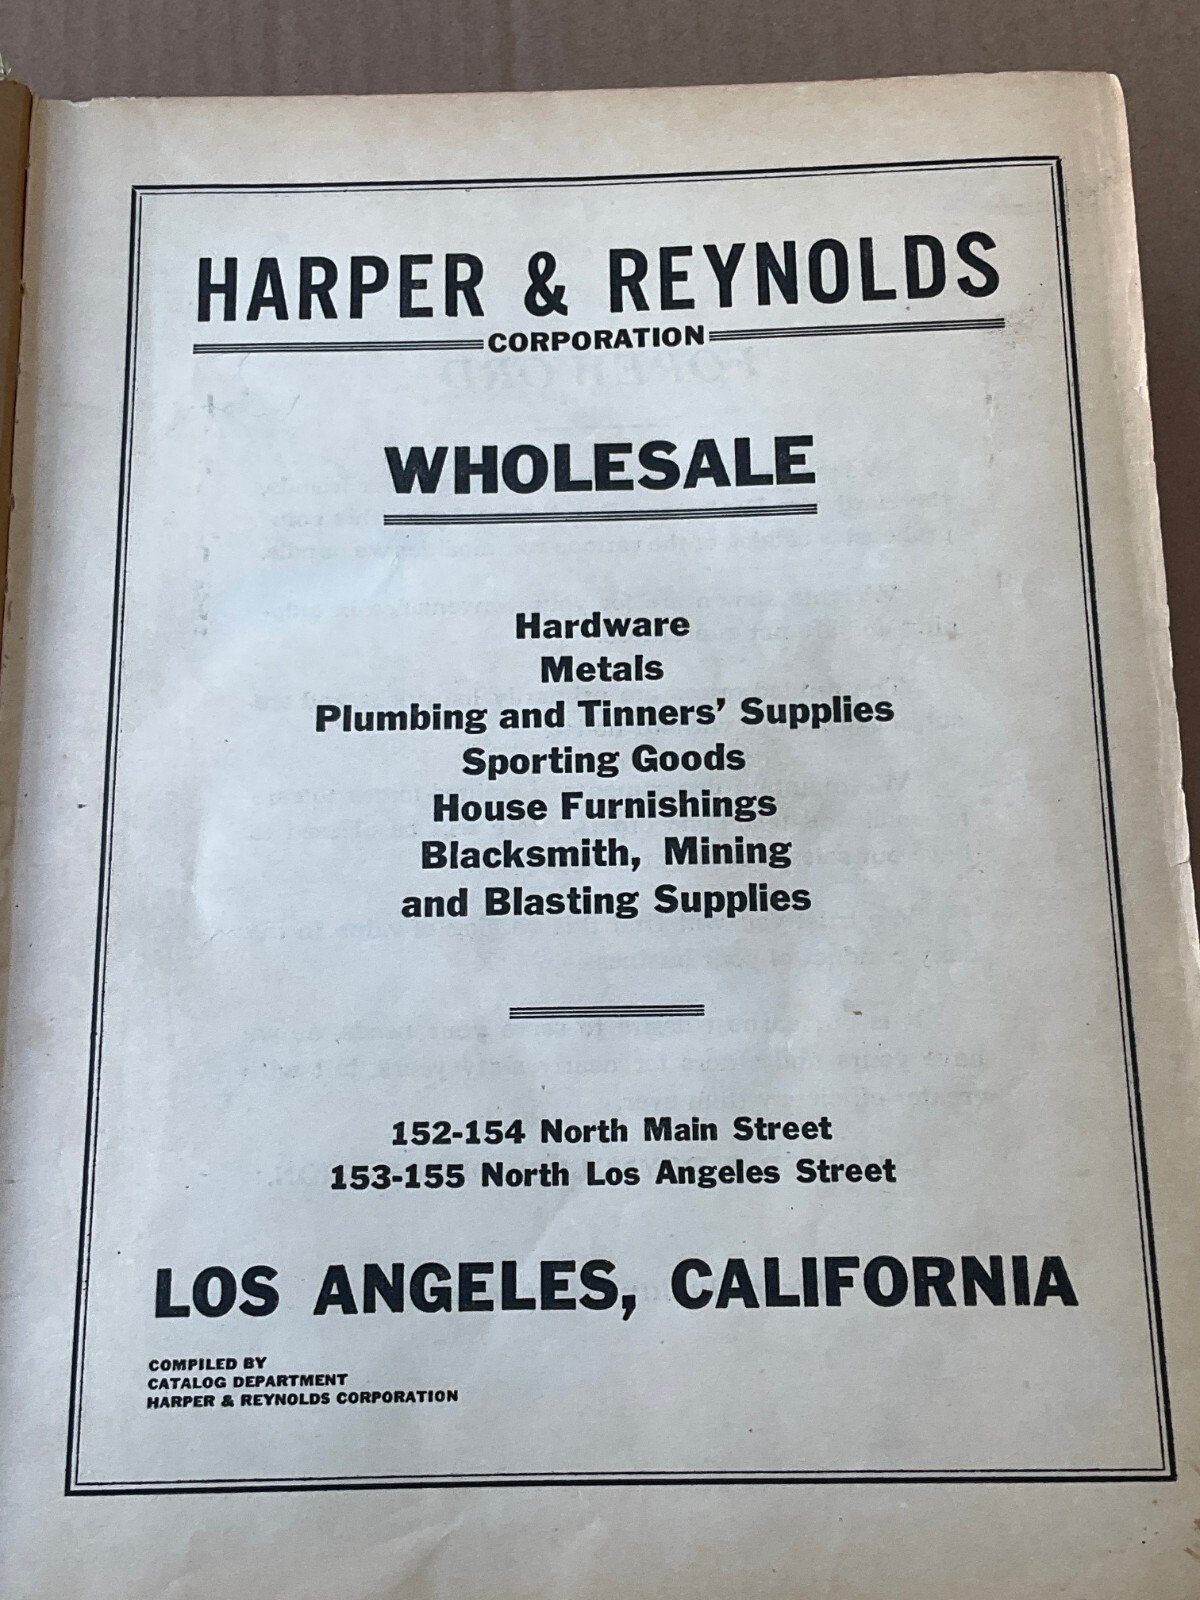 HARPER & REYNOLDS
CORPORATION
WHOLESALE
Hardware
Metals
Plumbing and Tinners’ Supplies
Sporting Goods
House Furnishings
Blacksmith, Mining
and Blasting Supplies
152-154 North Main Street
153-155 North Los Angeles Street
LOS ANGELES, CALIFORNIA
COMPILED BY
CATALOG DEPARTMENT
HARPER & REYNOLDS CORPORATION